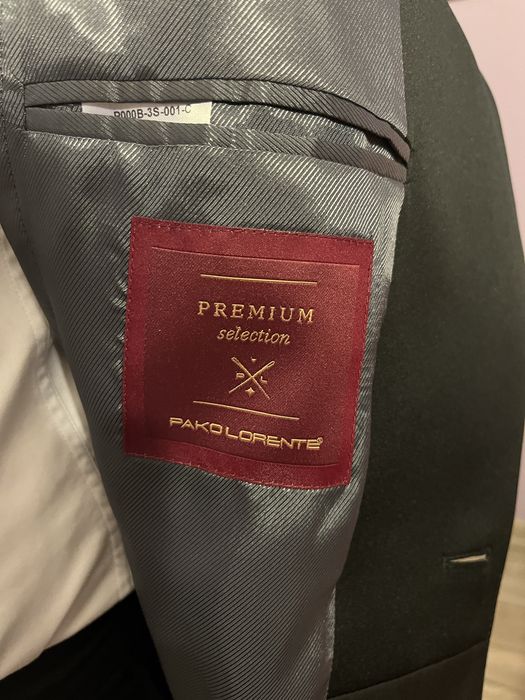 P000B-3S-001-C
PREMIUM
selection
P L
PAKO LORENTE®